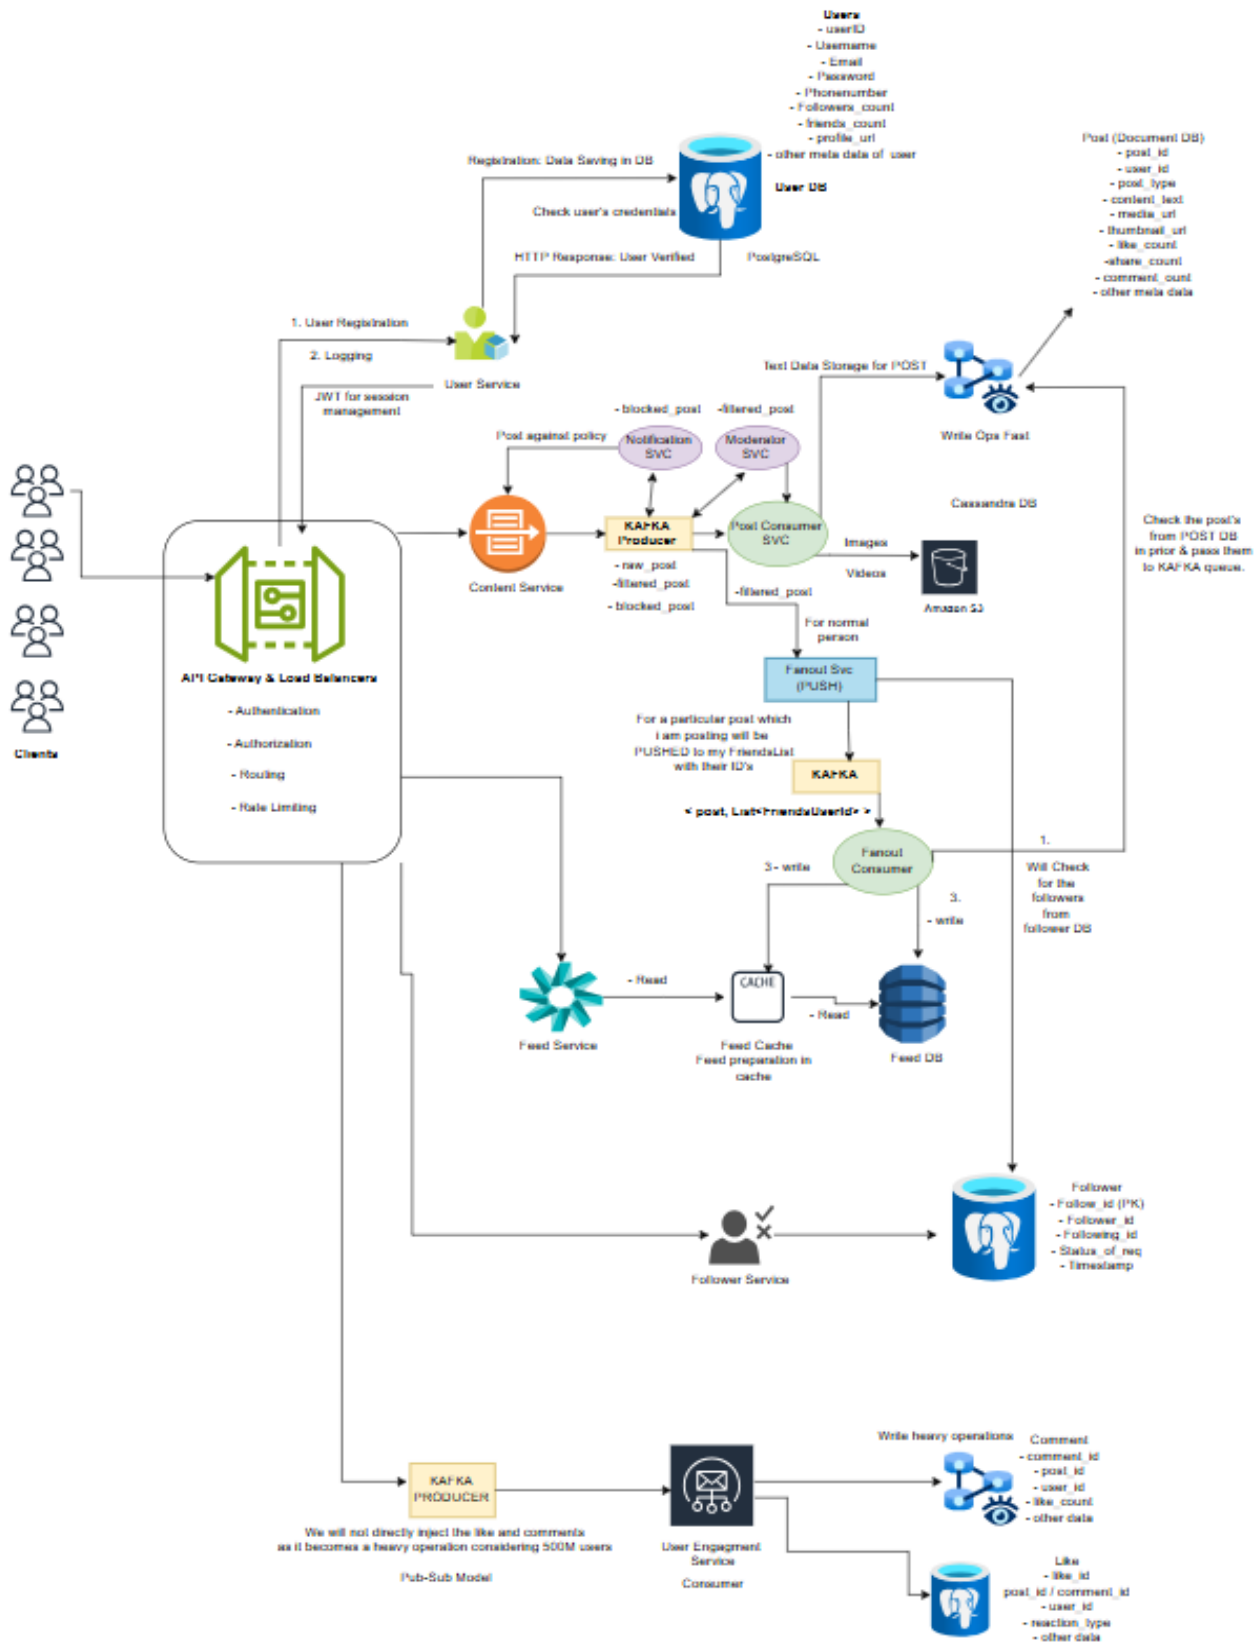 Users
- userID
- Username
- Email
- Password
- Phonenumber
- Followers_count
- friends_count
- profile_url
- other meta data of user
User DB
PostgreSQL
Registration: Data Saving in DB
Check user's credentials
HTTP Response: User Verified
1. User Registration
2. Logging
User Service
JWT for session
management
Post (Document DB)
- post_id
- user_id
- post_type
- content_text
- media_url
- thumbnail_url
- like_count
-share_count
- comment_ount
- other meta data
Text Data Storage for POST
Write Ops Fast
Cassandra DB
- blocked_post
-filtered_post
Post against policy
Notification
SVC
Moderator
SVC
Content Service
KAFKA
Producer
- raw_post
-filtered_post
- blocked_post
Post Consumer
SVC
Images
Videos
Amazon S3
Check the post's
from POST DB
in prior & pass them
to KAFKA queue.
-filtered_post
For normal
person
Fanout Svc
(PUSH)
For a particular post which
i am posting will be
PUSHED to my FriendsList
with their ID's
KAFKA
< post, List<FriendsUserId> >
Fanout
Consumer
1.
Will Check
for the
followers
from
follower DB
3 - write
3.
- write
Clients
API Gateway & Load Balancers
- Authentication
- Authorization
- Routing
- Rate Limiting
Feed Service
- Read
CACHE
Feed Cache
Feed preparation in
cache
- Read
Feed DB
Follower Service
Follower
- Follow_id (PK)
- Follower_id
- Following_id
- Status_of_req
- Timestamp
KAFKA
PRODUCER
We will not directly inject the like and comments
as it becomes a heavy operation considering 500M users
Pub-Sub Model
User Engagment
Service
Consumer
Write heavy operations
Comment
- comment_id
- post_id
- user_id
- like_count
- other data
Like
- like_id
post_id / comment_id
- user_id
- reaction_type
- other data